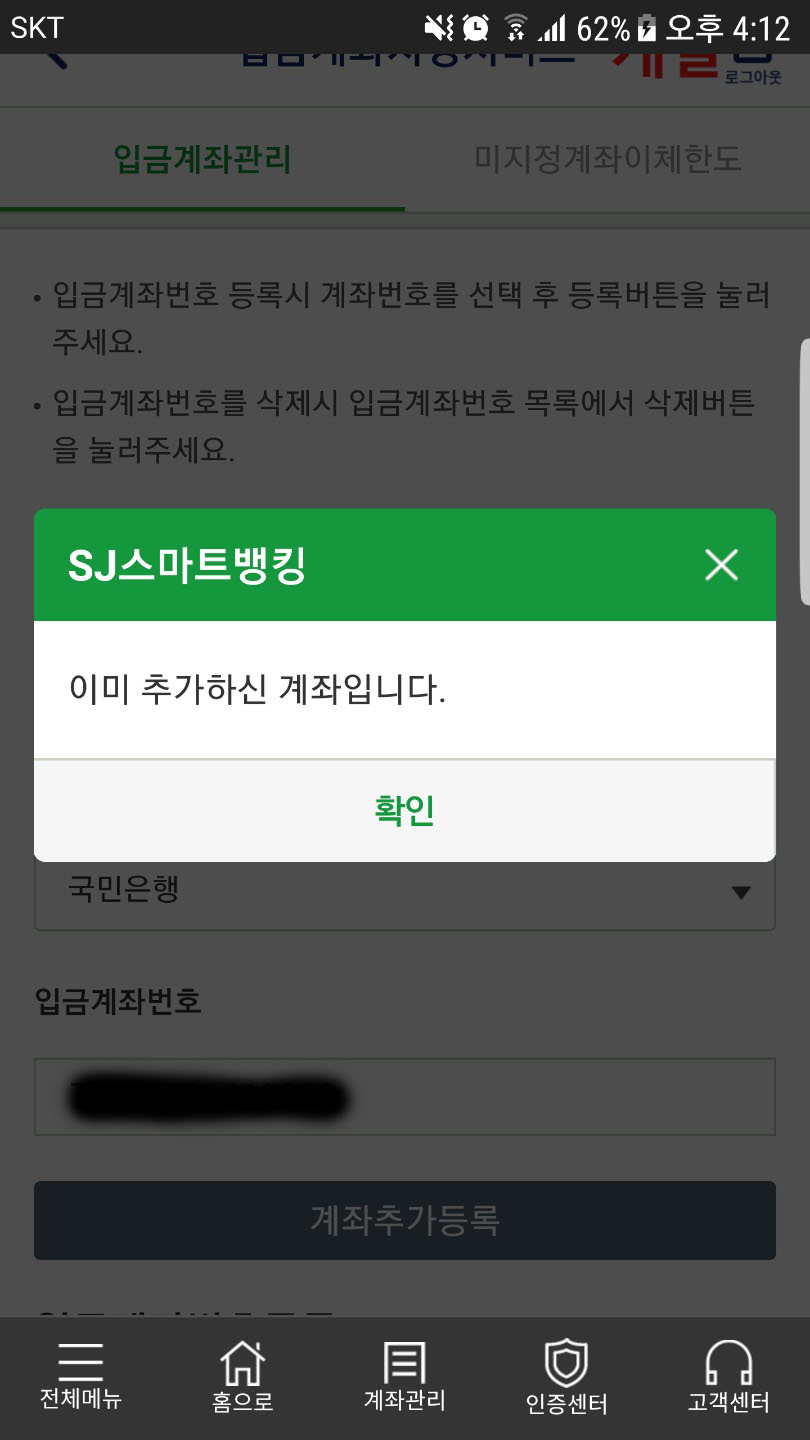 SKT 62% 오후 4:12
로그아웃
입금계좌관리 미지정계좌이체한도
• 입금계좌번호 등록시 계좌번호를 선택 후 등록버튼을 눌러
주세요.
• 입금계좌번호를 삭제시 입금계좌번호 목록에서 삭제버튼
을 눌러주세요.
SJ스마트뱅킹
이미 추가하신 계좌입니다.
확인
국민은행
입금계좌번호
계좌추가등록
전체메뉴 홈으로 계좌관리 인증센터 고객센터